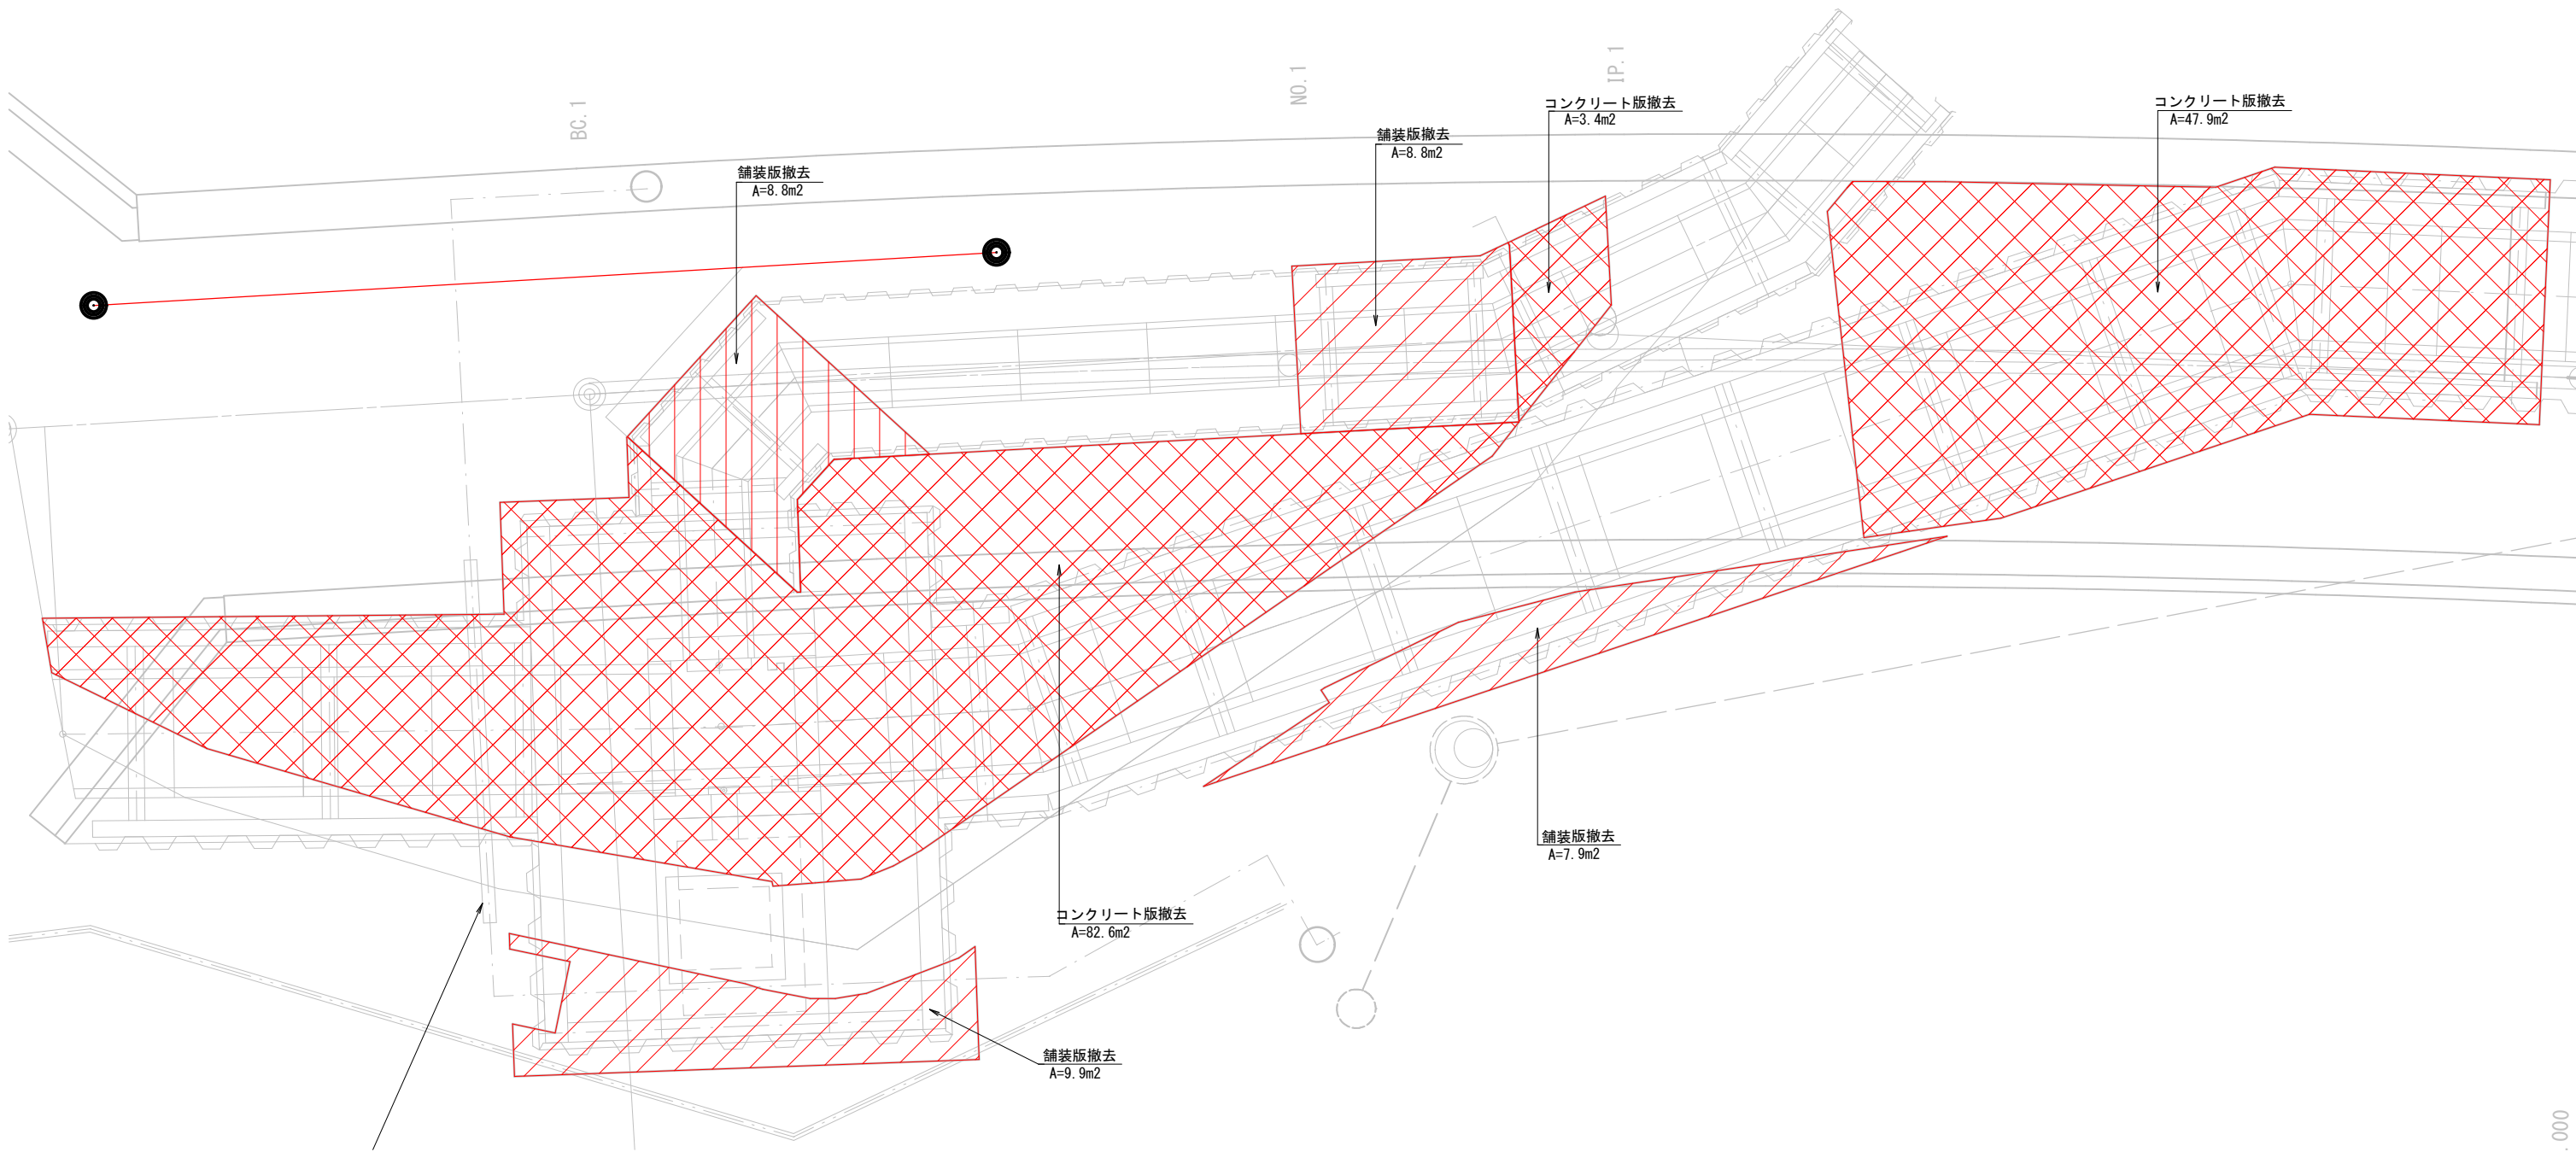 IP.1
NO.1
BC.1
コンクリート版撤去
A=3.4m2
コンクリート版撤去
A=47.9m2
舗装版撤去
A=8.8m2
舗装版撤去
A=8.8m2
舗装版撤去
A=7.9m2
コンクリート版撤去
A=82.6m2
舗装版撤去
A=9.9m2
.000